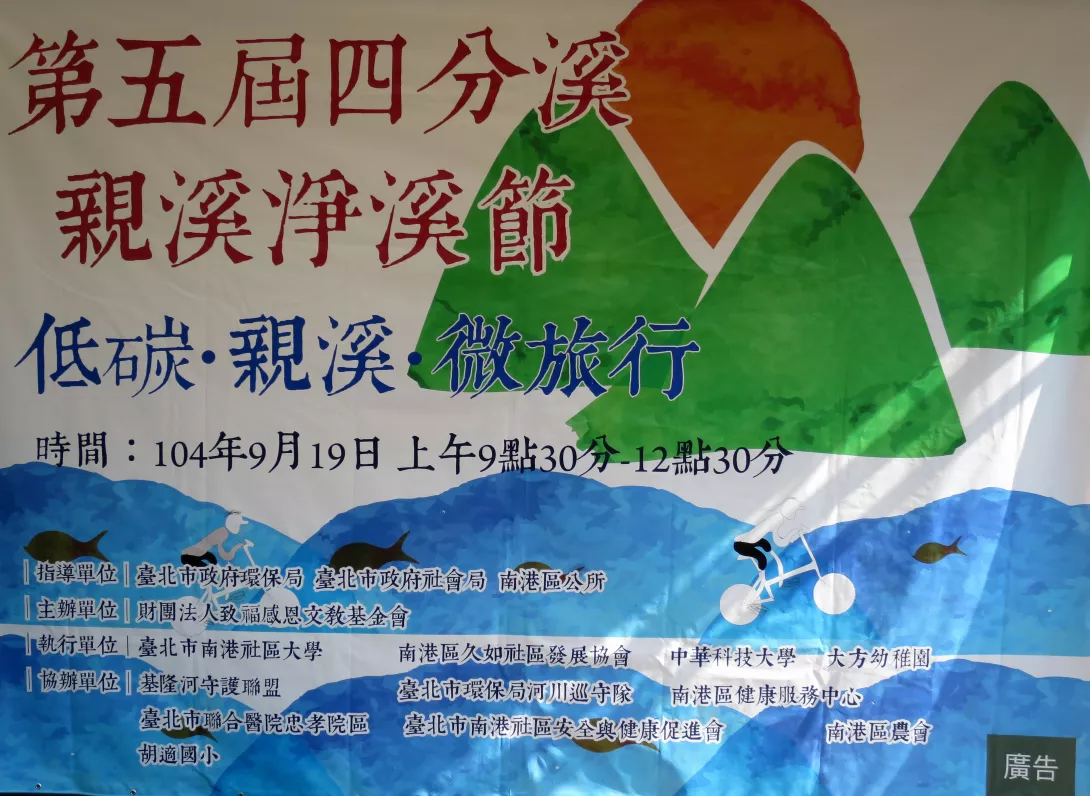 第五屆四分溪
親溪淨溪節
低碳·親溪·微旅行
時間：104年9月19日 上午9點30分-12點30分
｜指導單位｜臺北市政府環保局 臺北市政府社會局 南港區公所
｜主辦單位｜財團法人致福感恩文教基金會
｜執行單位｜臺北市南港社區大學 南港區久如社區發展協會 中華科技大學 大方幼稚園
｜協辦單位｜基隆河守護聯盟 臺北市環保局河川巡守隊 南港區健康服務中心
臺北市聯合醫院忠孝院區 臺北市南港社區安全與健康促進會 南港區農會
胡適國小
廣告